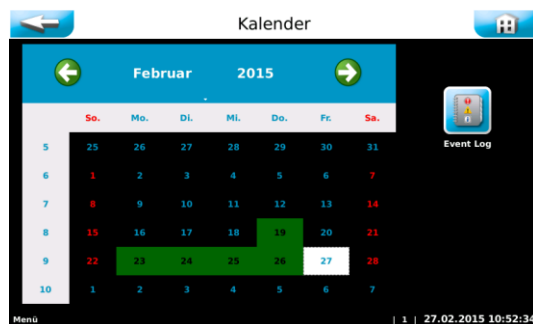 Kalender
Februar 2015
So. Mo. Di. Mi. Do. Fr. Sa.
5 25 26 27 28 29 30 31
Event Log
6 1 2 3 4 5 6 7
7 8 9 10 11 12 13 14
8 15 16 17 18 19 20 21
9 22 23 24 25 26 27 28
10 1 2 3 4 5 6 7
Menü | 1 | 27.02.2015 10:52:34